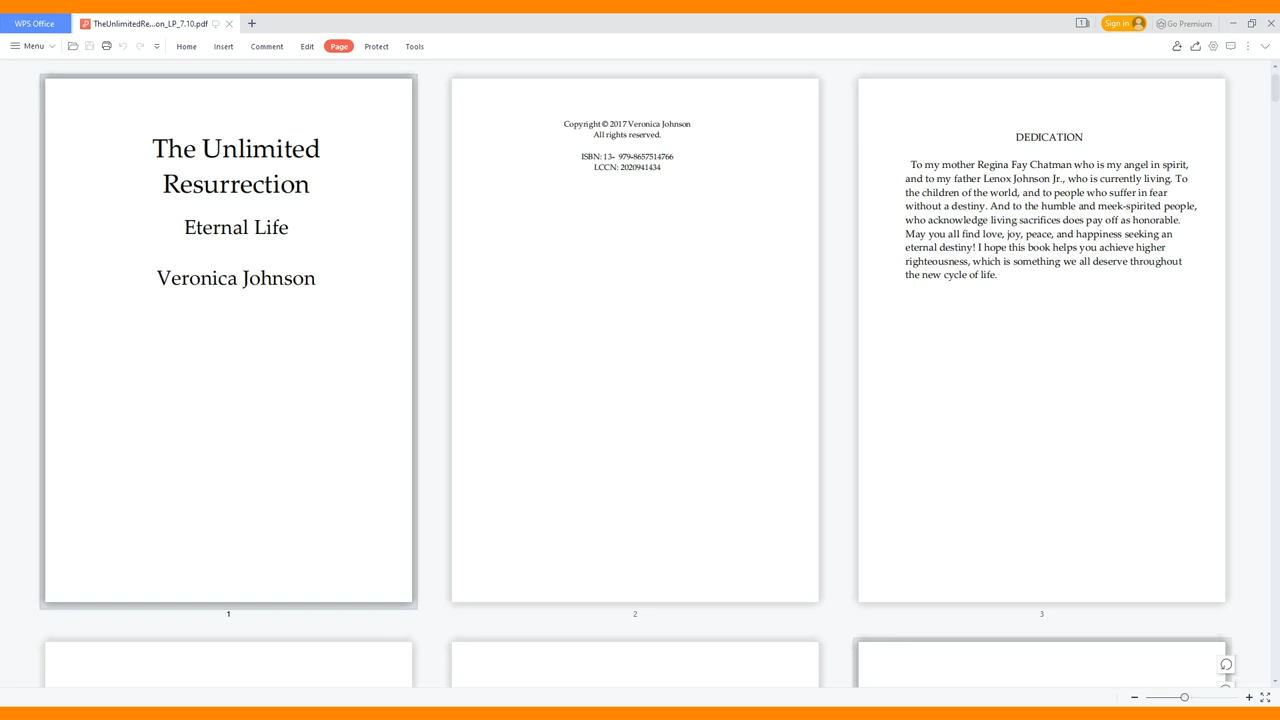 WPS Office
TheUnlimitedRe...on_LP_7.10.pdf
Menu
Home
Insert
Comment
Edit
Page
Protect
Tools
1
Sign in
Go Premium
The Unlimited
Resurrection
Eternal Life
Veronica Johnson
1
Copyright © 2017 Veronica Johnson
All rights reserved.
ISBN: 13- 979-8657514766
LCCN: 2020941434
2
DEDICATION
To my mother Regina Fay Chatman who is my angel in spirit,
and to my father Lenox Johnson Jr., who is currently living. To
the children of the world, and to people who suffer in fear
without a destiny. And to the humble and meek-spirited people,
who acknowledge living sacrifices does pay off as honorable.
May you all find love, joy, peace, and happiness seeking an
eternal destiny! I hope this book helps you achieve higher
righteousness, which is something we all deserve throughout
the new cycle of life.
3